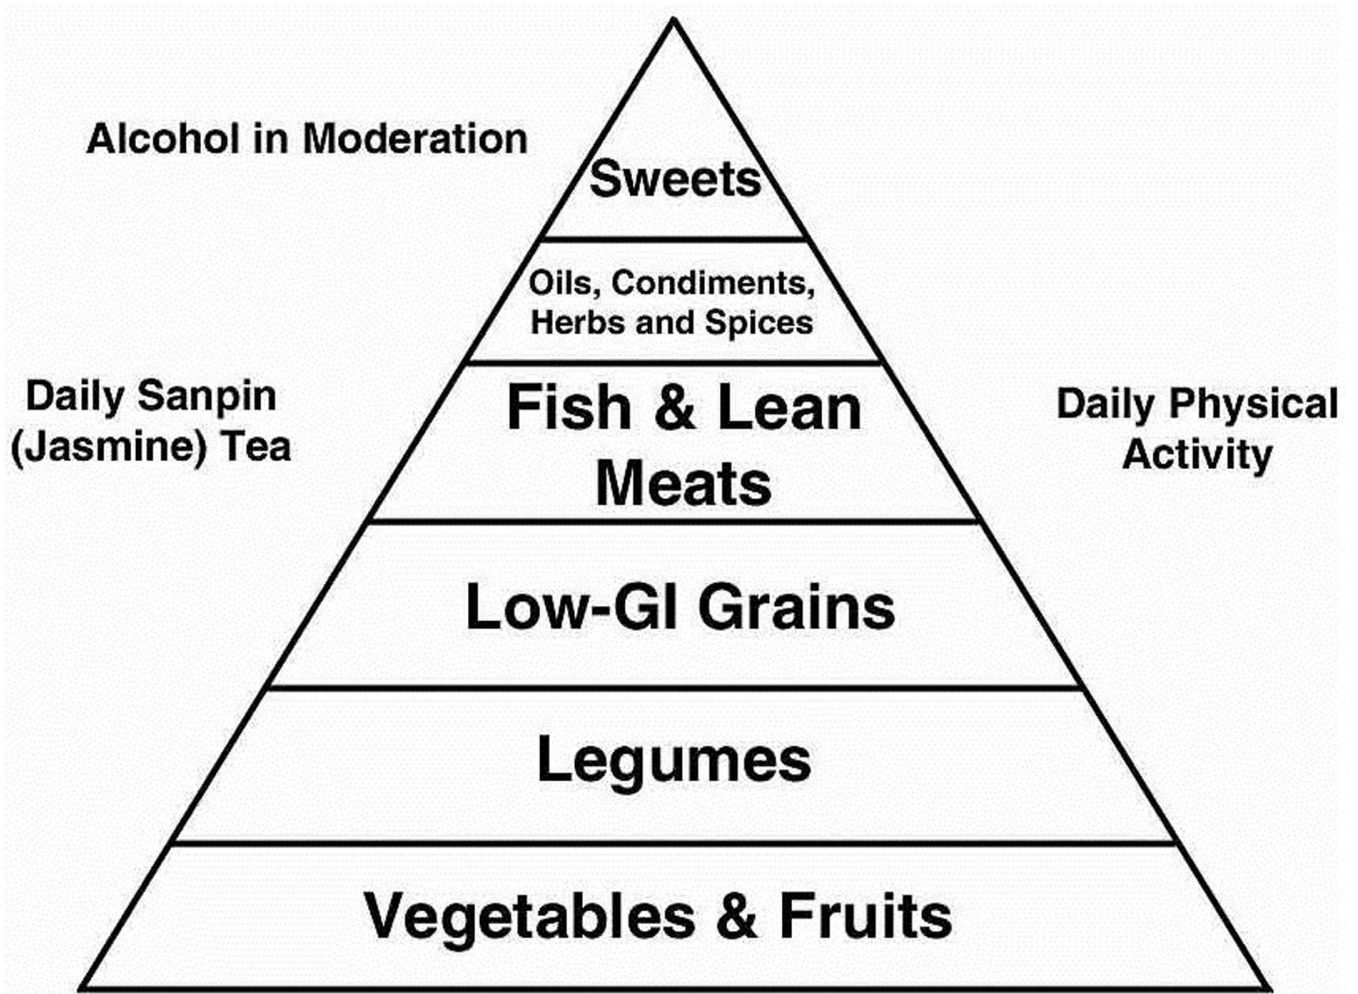 Alcohol in Moderation
Sweets
Oils, Condiments,
Herbs and Spices
Daily Sanpin
(Jasmine) Tea
Fish & Lean
Meats
Daily Physical
Activity
Low-GI Grains
Legumes
Vegetables & Fruits